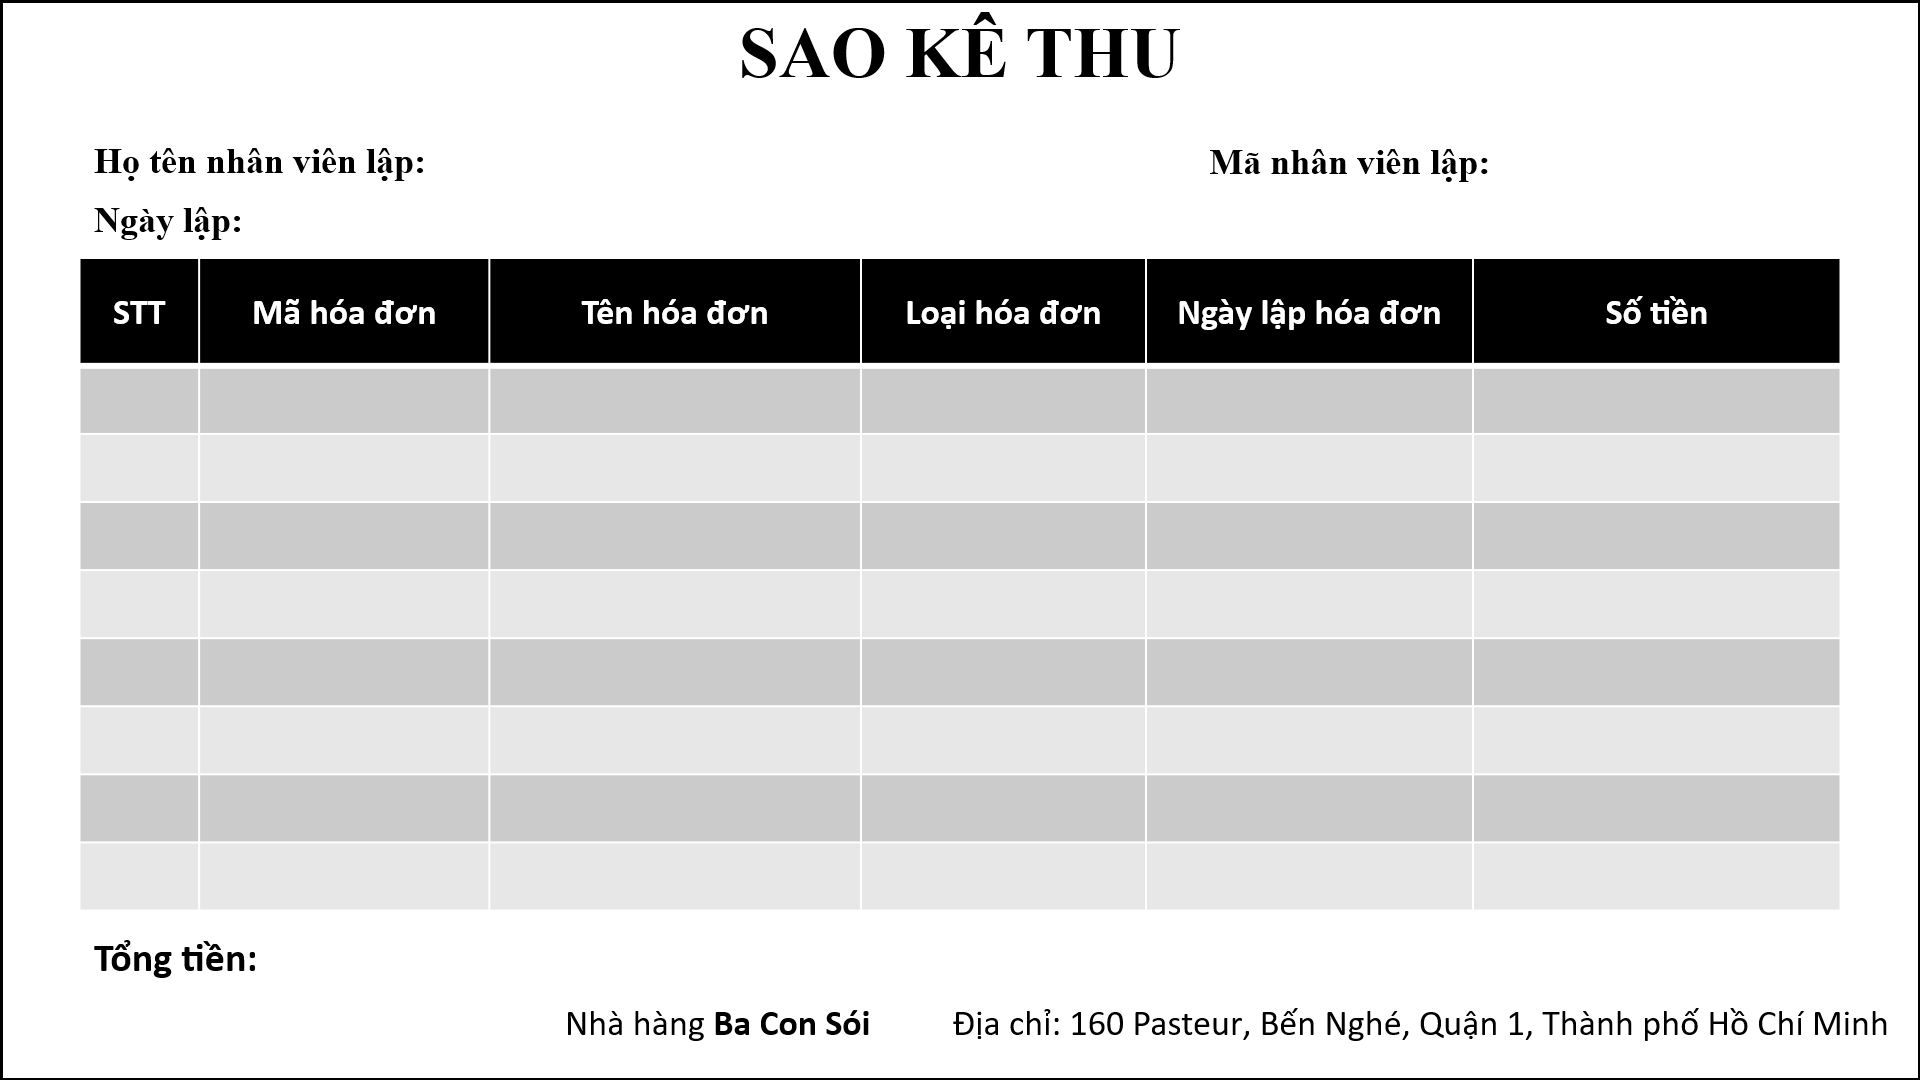 SAO KÊ THU
Họ tên nhân viên lập: Mã nhân viên lập:
Ngày lập:
STT Mã hóa đơn Tên hóa đơn Loại hóa đơn Ngày lập hóa đơn Số tiền
Tổng tiền:
Nhà hàng Ba Con Sói Địa chỉ: 160 Pasteur, Bến Nghé, Quận 1, Thành phố Hồ Chí Minh